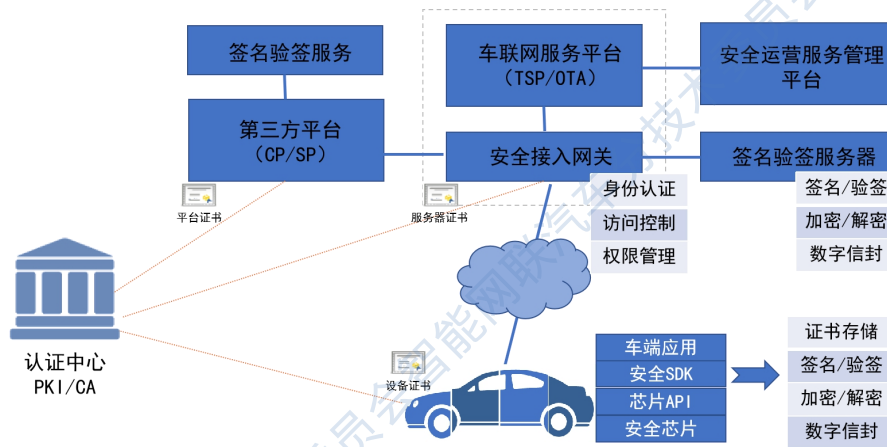 签名验签服务
车联网服务平台
（TSP/OTA）
安全运营服务管理
平台
第三方平台
（CP/SP）
安全接入网关
签名验签服务器
平台证书
服务器证书
身份认证
访问控制
权限管理
签名/验签
加密/解密
数字信封
认证中心
PKI/CA
设备证书
车端应用
安全SDK
芯片API
安全芯片
证书存储
签名/验签
加密/解密
数字信封